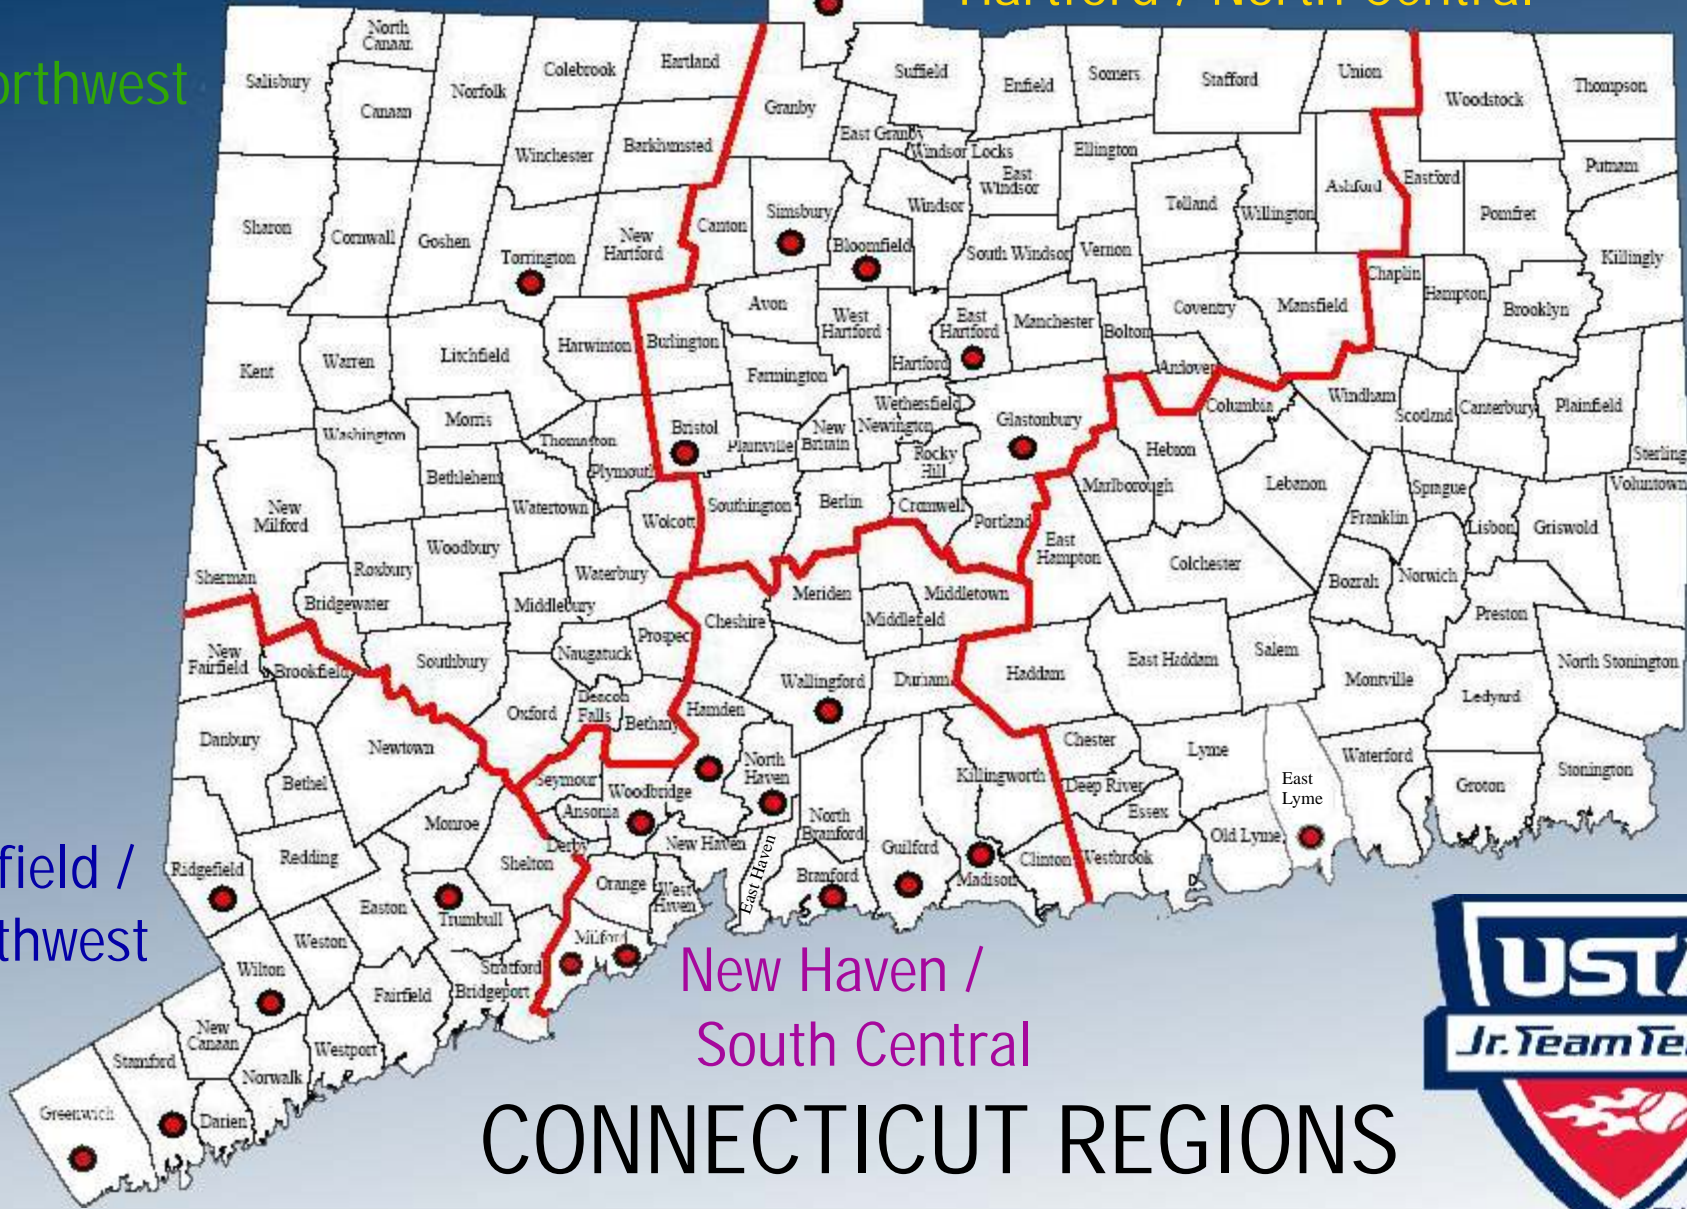 Hartford / North Central
orthwest
North
Canaan
Salisbury
Canaan
Norfolk
Colebrook
Eartland
Granby
Suffield
Enfield
Somers
Stafford
Union
Woodstock
Thompson
Winchester
Barkhamsted
East Granby
Windsor Locks
East
Windsor
Ellington
Ashford
Eastford
Putnam
Sharon
Cornwall
Goshen
Torrington
New
Hartford
Canton
Simsbury
Bloomfield
Windsor
South Windsor
Vernon
Tolland
Willington
Pomfret
Killingly
Chaplin
Hampton
Brooklyn
Kent
Warren
Litchfield
Harwinton
Burlington
Avon
West
Hartford
Hartford
East
Hartford
Manchester
Bolton
Coventry
Mansfield
Andover
Farmington
Wethersfield
Newington
Columbia
Windham
Scotland
Canterbury
Plainfield
Sterling
Washington
Morris
Thomaston
Plymouth
Bristol
Plainville
New
Britain
Rocky
Hill
Glastonbury
Hebron
Marlborough
Lebanon
Sprague
Voluntown
New
Milford
Bethlehem
Watertown
Wolcott
Southington
Berlin
Cromwell
Portland
East
Hampton
Franklin
Lisbon
Griswold
Woodbury
Roxbury
Waterbury
Colchester
Bozrah
Norwich
Preston
Sherman
Bridgewater
Middlebury
Cheshire
Meriden
Middletown
Middlefield
New
Fairfield
Brookfield
Southbury
Naugatuck
Prospec
Wallingford
Durham
Haddam
East Haddam
Salem
Montville
Ledyard
North Stonington
Danbury
Bethel
Newtown
Oxford
Beacon
Falls
Bethany
Hamden
North
Haven
Killingworth
Chester
Deep River
Essex
Lyme
East
Lyme
Waterford
Groton
Stonington
Seymour
Ansonia
Woodbridge
Derby
New Haven
East Haven
North
Branford
Guilford
Madison
Clinton
Westbrook
Old Lyme
field /
thwest
Ridgefield
Redding
Monroe
Shelton
Orange
West
Haven
Branford
Easton
Trumbull
Weston
Wilton
Stratford
Milford
Fairfield
Bridgeport
New
Canaan
Westport
Norwalk
Stamford
Darien
Greenwich
New Haven /
South Central
CONNECTICUT REGIONS
USTA
Jr. Team Te